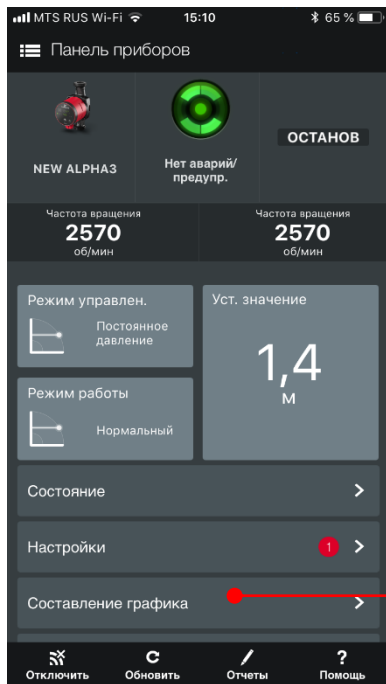 MTS RUS Wi-Fi 15:10 65 %
Панель приборов
NEW ALPHA3
Нет аварий/
предупр.
ОСТАНОВ
Частота вращения
2570
об/мин
Частота вращения
2570
об/мин
Режим управлен.
Постоянное
давление
Уст. значение
1,4
м
Режим работы
Нормальный
Состояние
Настройки 1
Составление графика
Отключить Обновить Отчеты ? Помощь